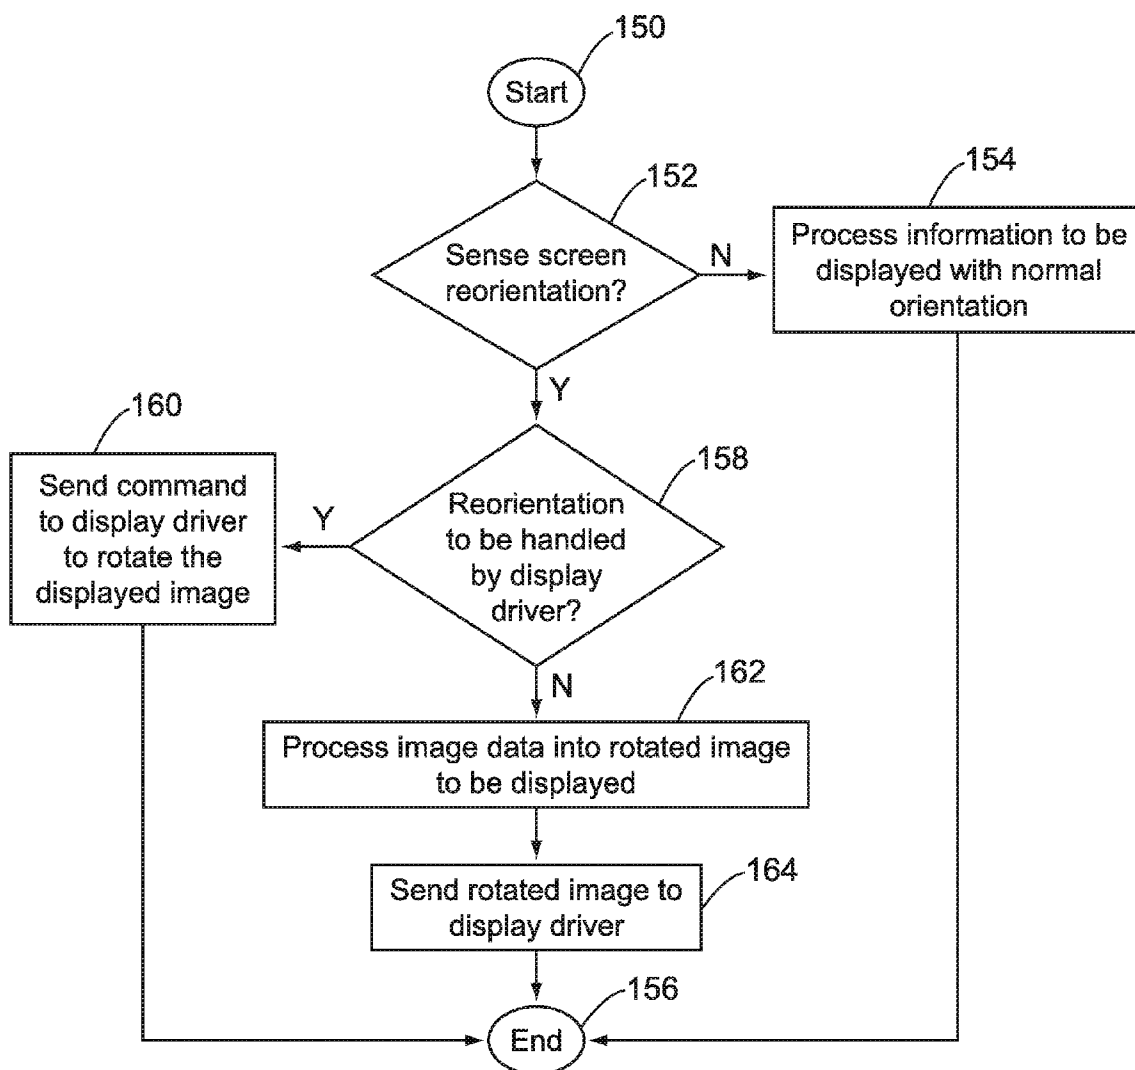 150
Start
152
Sense screen
reorientation?
N
154
Process information to be
displayed with normal
orientation
Y
160
Send command
to display driver
to rotate the
displayed image
Y
158
Reorientation
to be handled
by display
driver?
N
162
Process image data into rotated image
to be displayed
164
Send rotated image to
display driver
156
End